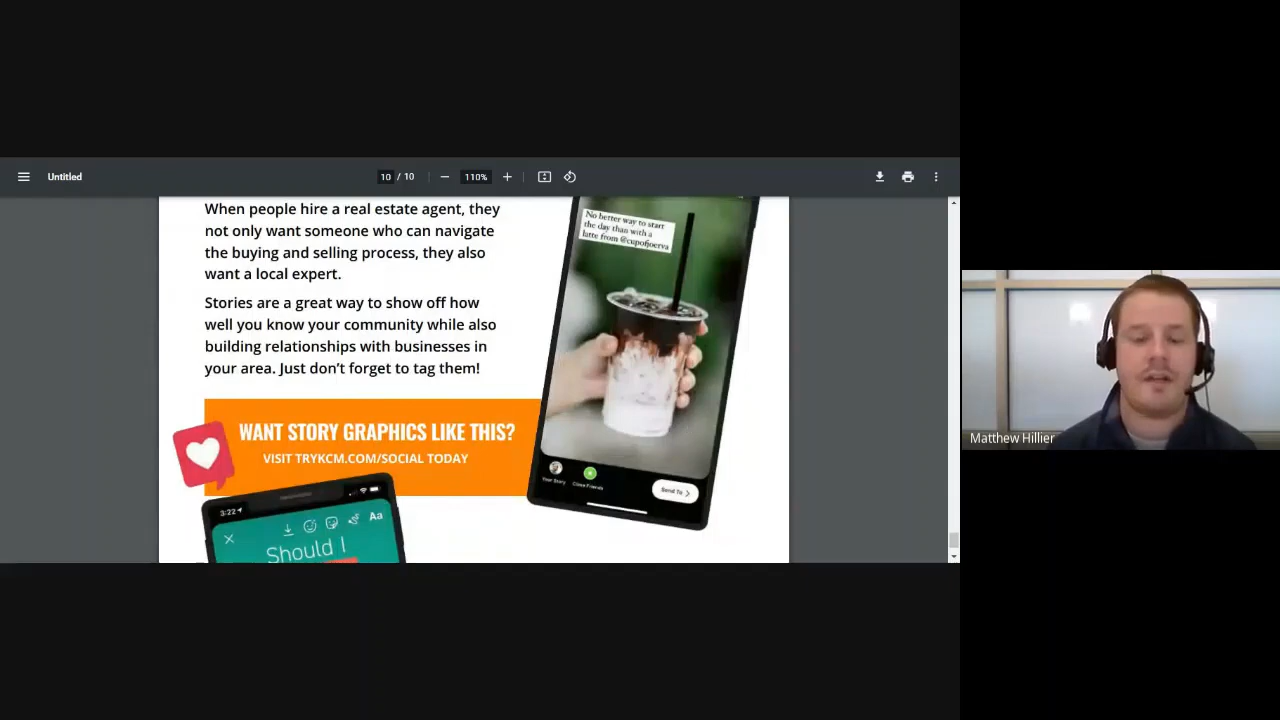 Untitled
10 / 10
110%
When people hire a real estate agent, they
not only want someone who can navigate
the buying and selling process, they also
want a local expert.
Stories are a great way to show off how
well you know your community while also
building relationships with businesses in
your area. Just don't forget to tag them!
No better way to start
the day than with a
latte from @cupofjoerva
Your Story
Close Friends
Send To
WANT STORY GRAPHICS LIKE THIS?
VISIT TRYKCM.COM/SOCIAL TODAY
3:22
Aa
Should I
Matthew Hillier